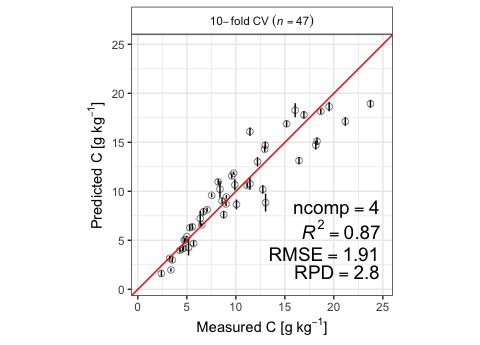 10−fold CV (n = 47)
25
20
15
10
5
0
Predicted C [g kg⁻¹]
ncomp = 4
R² = 0.87
RMSE = 1.91
RPD = 2.8
0 5 10 15 20 25
Measured C [g kg⁻¹]